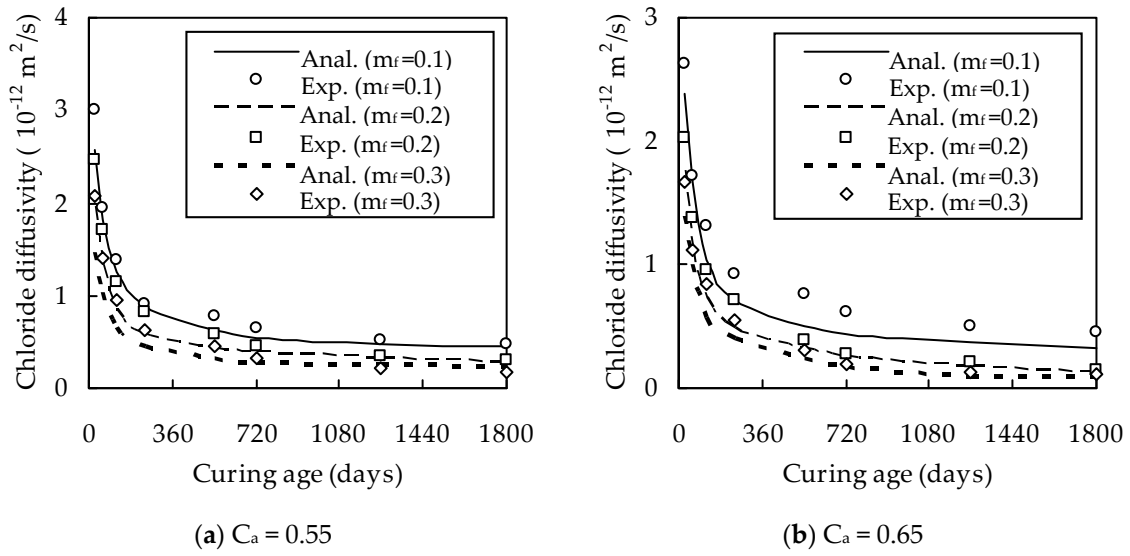 Chloride diffusivity ( 10⁻¹² m²/s)
4
3
2
1
0
Anal. (mf=0.1)
Exp. (mf=0.1)
Anal. (mf=0.2)
Exp. (mf=0.2)
Anal. (mf=0.3)
Exp. (mf=0.3)
0 360 720 1080 1440 1800
Curing age (days)
(a) Ca = 0.55
Chloride diffusivity ( 10⁻¹² m²/s)
3
2
1
0
Anal. (mf=0.1)
Exp. (mf=0.1)
Anal. (mf=0.2)
Exp. (mf=0.2)
Anal. (mf=0.3)
Exp. (mf=0.3)
0 360 720 1080 1440 1800
Curing age (days)
(b) Ca = 0.65